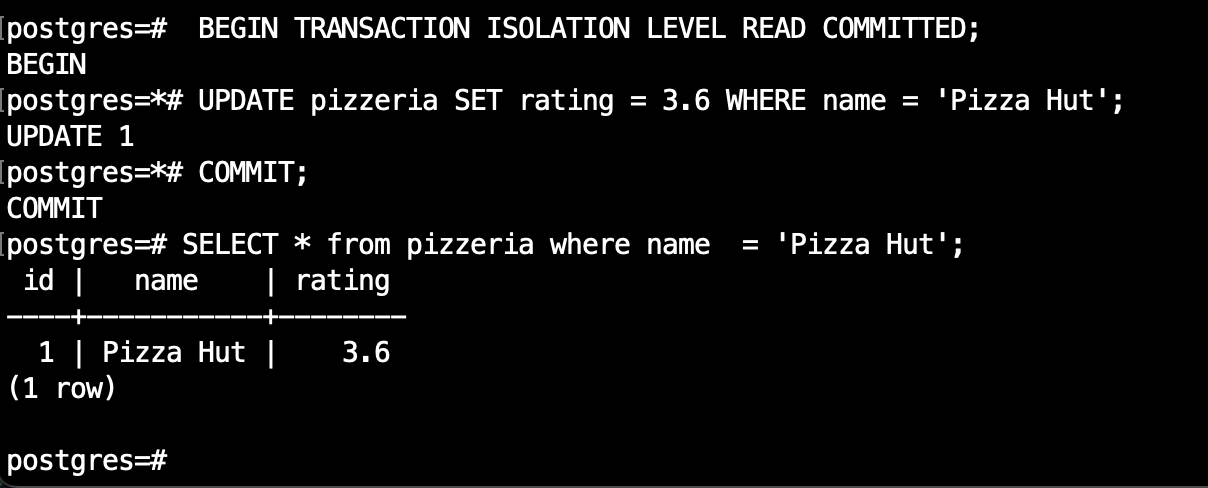 postgres=#  BEGIN TRANSACTION ISOLATION LEVEL READ COMMITTED;
BEGIN
postgres=*# UPDATE pizzeria SET rating = 3.6 WHERE name = 'Pizza Hut';
UPDATE 1
postgres=*# COMMIT;
COMMIT
postgres=# SELECT * from pizzeria where name  = 'Pizza Hut';
 id |   name    | rating
----+-----------+--------
  1 | Pizza Hut |    3.6
(1 row)
postgres=#